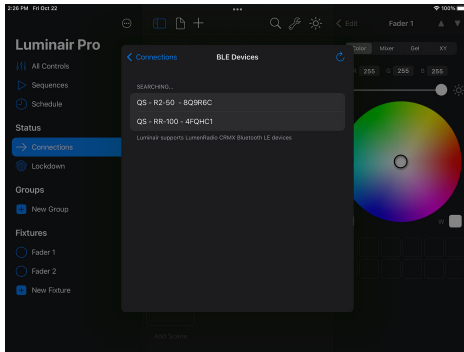 2:26 PM Fri Oct 22
100%
Edit
Fader 1
Luminair Pro
Connections
BLE Devices
Color
Mixer
Gel
XY
All Controls
255
G
255
B
255
Sequences
SEARCHING...
Schedule
QS - R2-50 - 8Q9R6C
Status
QS - RR-100 - 4FQHC1
Connections
Luminair supports LumenRadio CRMX Bluetooth LE devices
Lockdown
Groups
New Group
W
Fixtures
Fader 1
Fader 2
New Fixture
Add Scene